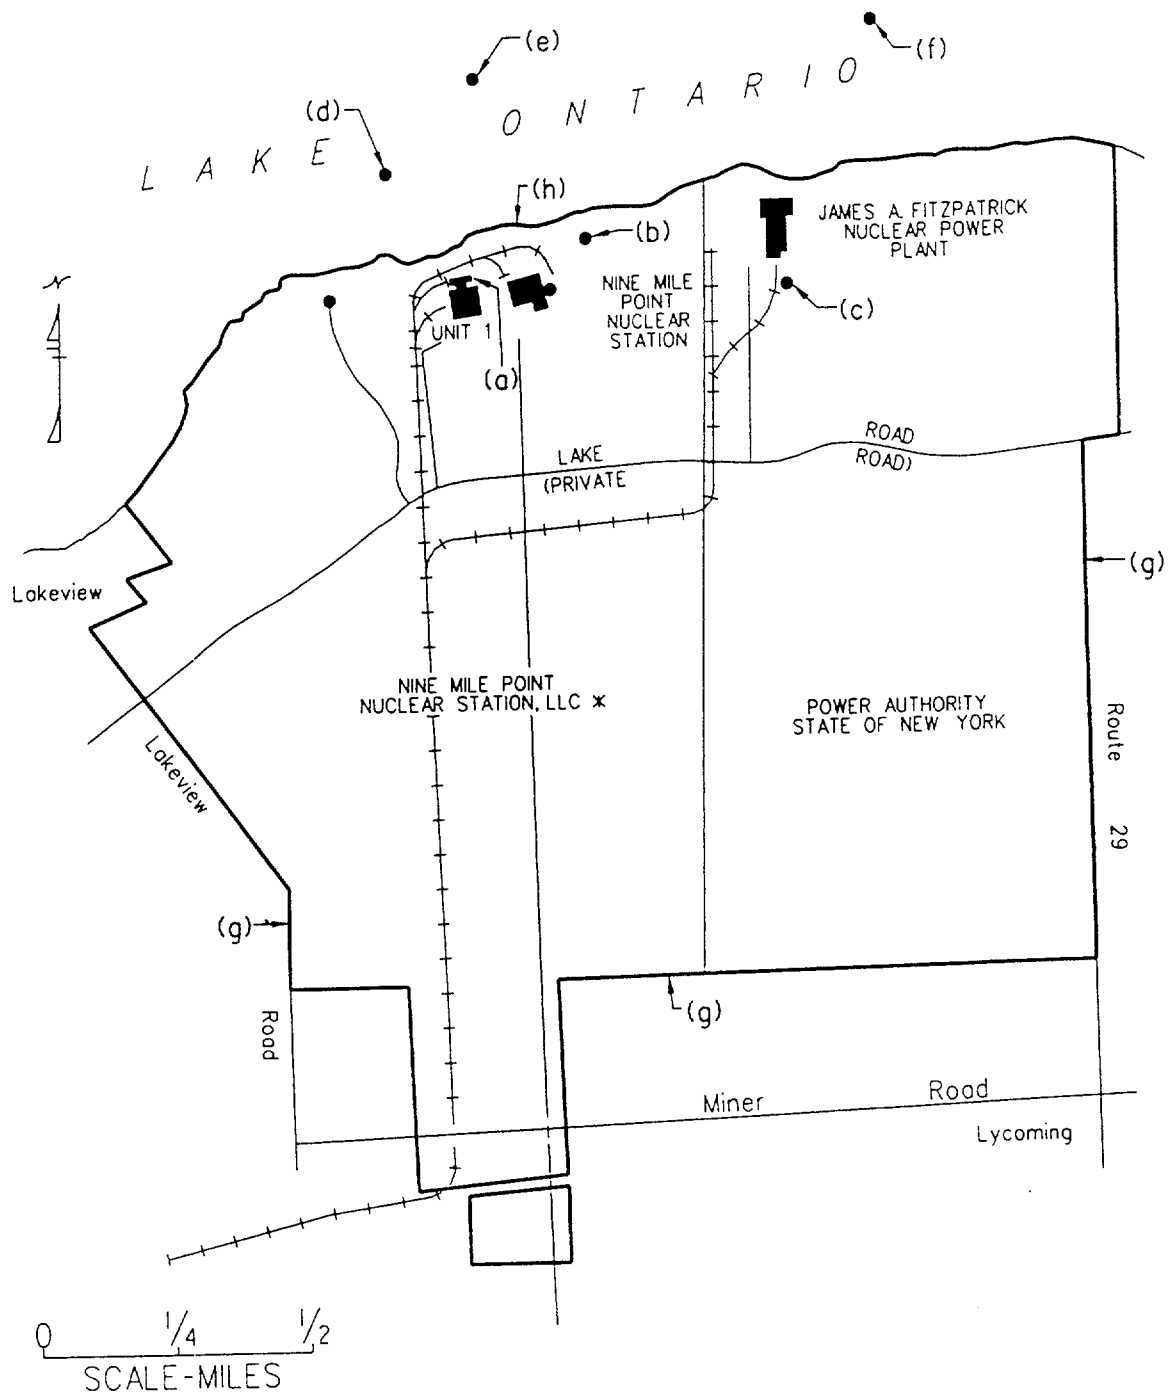 (e)
(f)
(d)
LAKE ONTARIO
(h)
(b)
JAMES A. FITZPATRICK
NUCLEAR POWER
PLANT
N
NINE MILE
POINT
NUCLEAR
STATION
(c)
UNIT 1
(a)
ROAD
ROAD)
LAKE
(PRIVATE
(g)
Lakeview
NINE MILE POINT
NUCLEAR STATION, LLC *
POWER AUTHORITY
STATE OF NEW YORK
Route 29
Lakeview
(g)
(g)
Road
Miner Road
Lycoming
0 1/4 1/2
SCALE-MILES